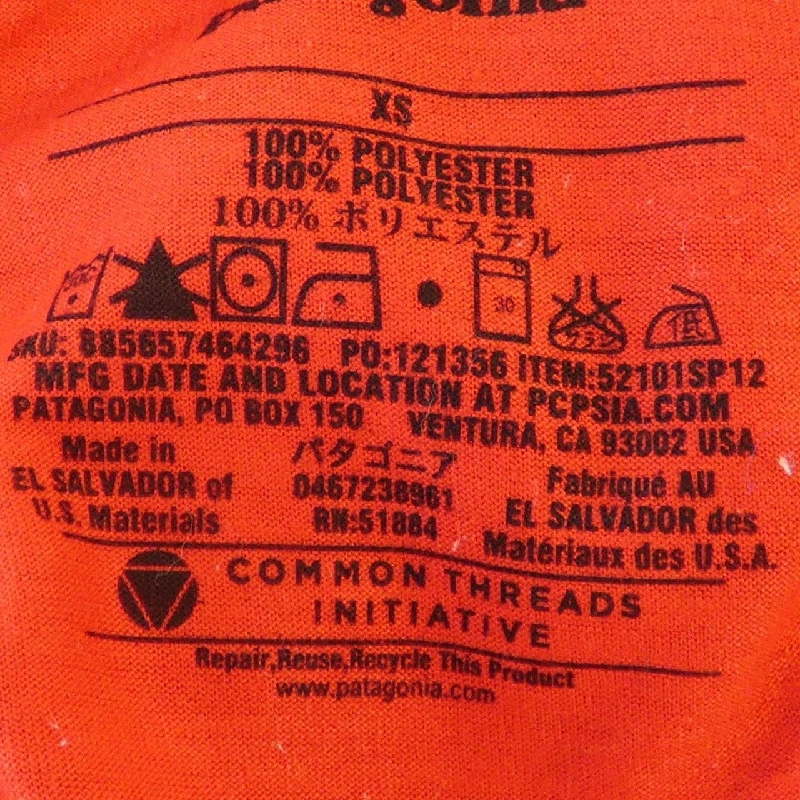 XS
100% POLYESTER
100% POLYESTER
100% ポリエステル
30
低
SKU: 885657464296 PO:121356 ITEM:52101SP12
MFG DATE AND LOCATION AT PCPSIA.COM
PATAGONIA, PO BOX 150 VENTURA, CA 93002 USA
Made in
EL SALVADOR of
U.S. Materials
パタゴニア
0467238961
RN:51884
Fabriqué AU
EL SALVADOR des
Matériaux des U.S.A.
COMMON THREADS
INITIATIVE
Repair,Reuse,Recycle This Product
www.patagonia.com